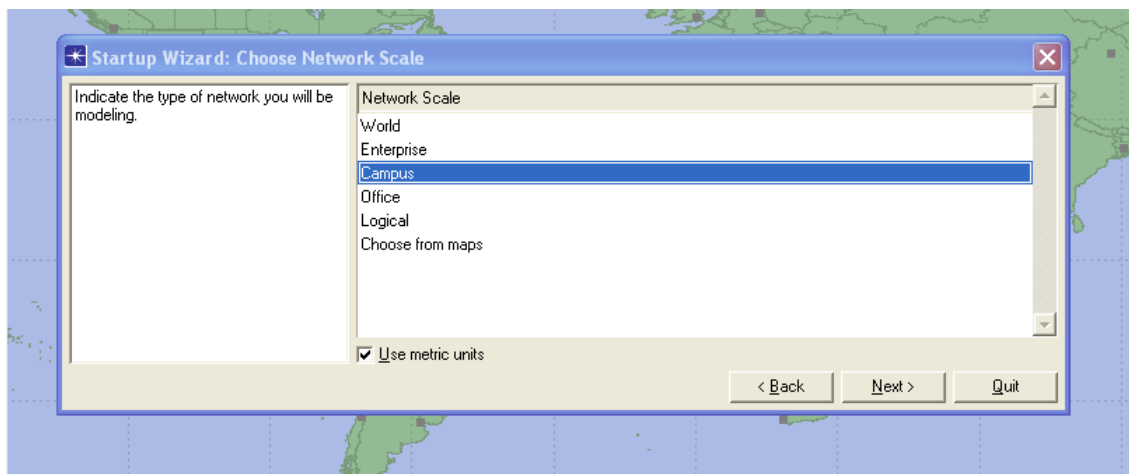 Startup Wizard: Choose Network Scale
Indicate the type of network you will be
modeling.
Network Scale
World
Enterprise
Campus
Office
Logical
Choose from maps
Use metric units
< Back
Next >
Quit